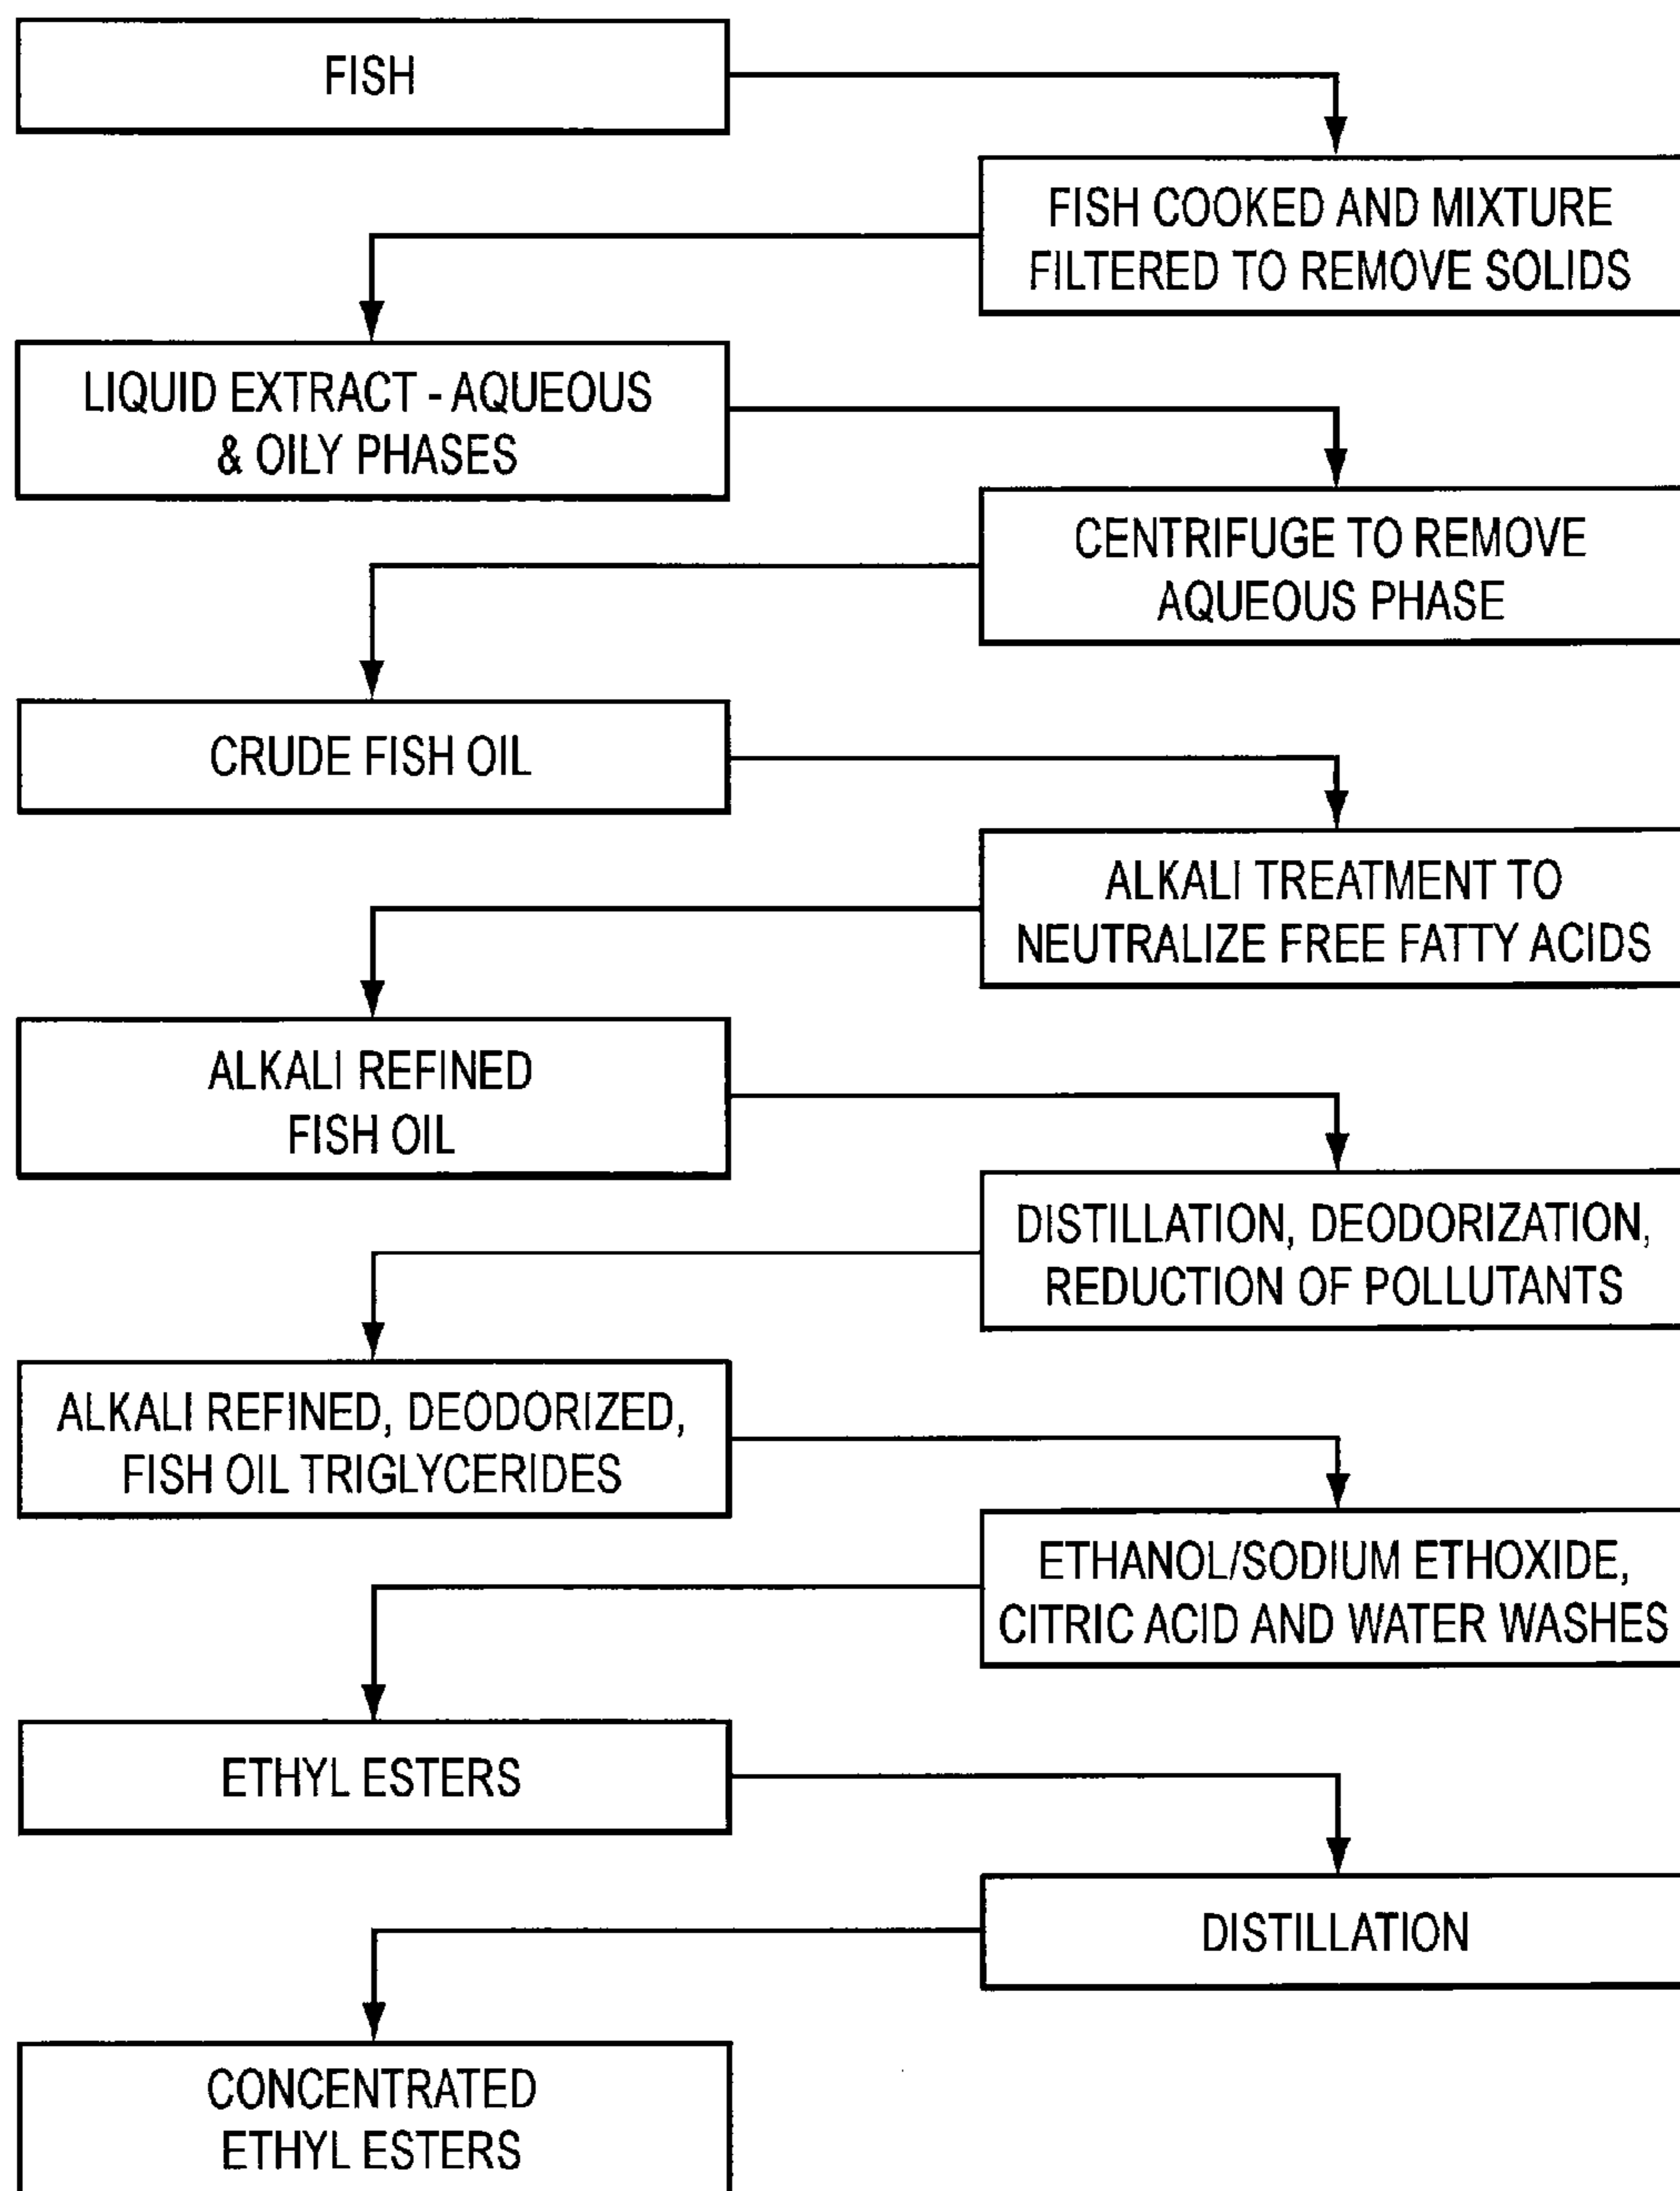 FISH
FISH COOKED AND MIXTURE
FILTERED TO REMOVE SOLIDS
LIQUID EXTRACT - AQUEOUS
& OILY PHASES
CENTRIFUGE TO REMOVE
AQUEOUS PHASE
CRUDE FISH OIL
ALKALI TREATMENT TO
NEUTRALIZE FREE FATTY ACIDS
ALKALI REFINED
FISH OIL
DISTILLATION, DEODORIZATION,
REDUCTION OF POLLUTANTS
ALKALI REFINED, DEODORIZED,
FISH OIL TRIGLYCERIDES
ETHANOL/SODIUM ETHOXIDE,
CITRIC ACID AND WATER WASHES
ETHYL ESTERS
DISTILLATION
CONCENTRATED
ETHYL ESTERS